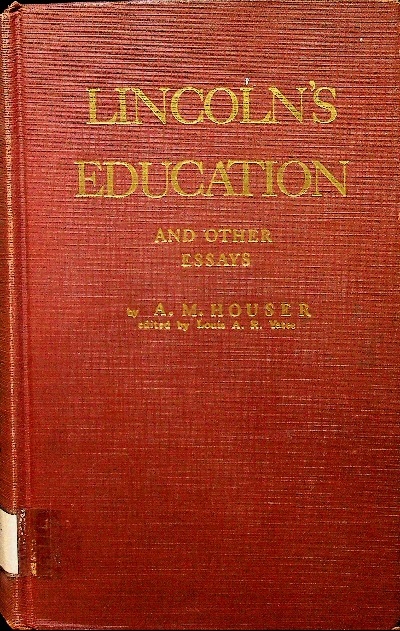 LINCOLN'S
EDUCATION
AND OTHER
ESSAYS
by A. M. HOUSER
edited by Louis A. R. Yates